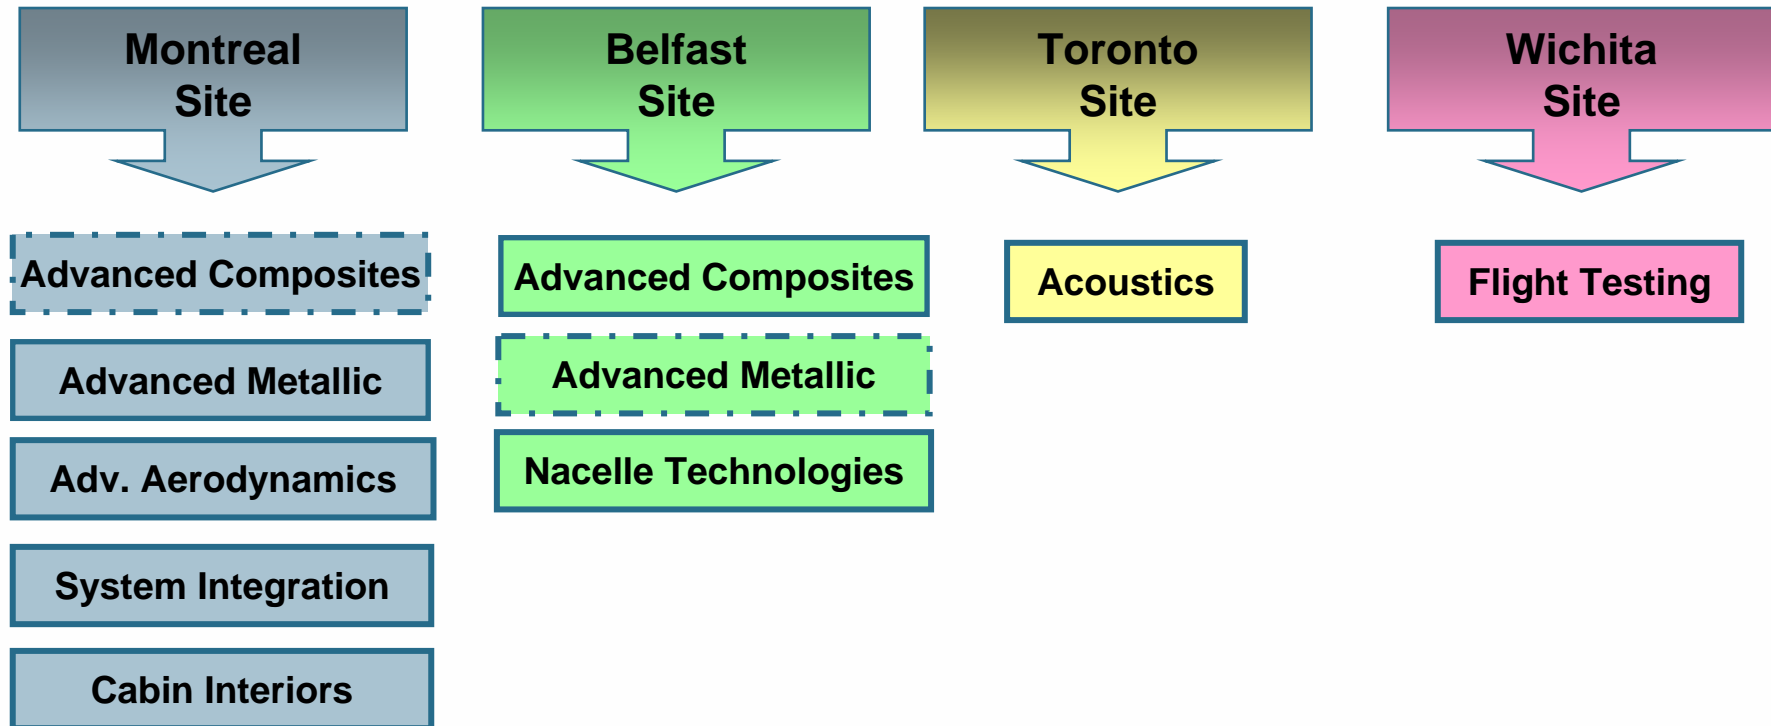 Montreal
Site
Belfast
Site
Toronto
Site
Wichita
Site
Advanced Composites
Advanced Metallic
Adv. Aerodynamics
System Integration
Cabin Interiors
Advanced Composites
Advanced Metallic
Nacelle Technologies
Acoustics
Flight Testing